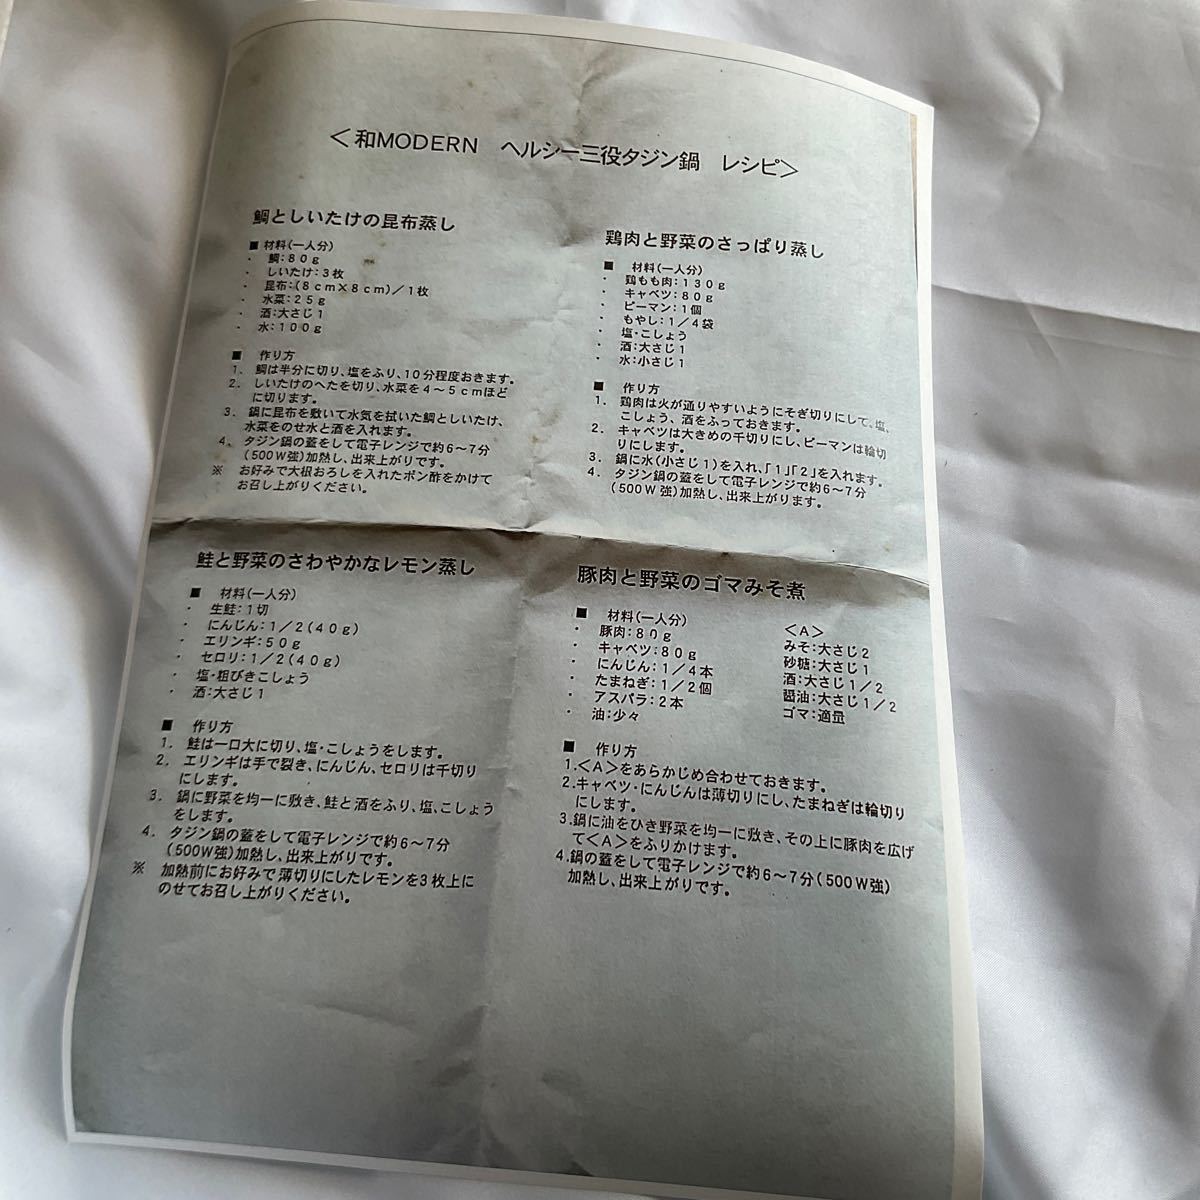 ＜和MODERN　ヘルシー三役タジン鍋　レシピ＞
鯛としいたけの昆布蒸し
■ 材料(一人分)
・ 鯛：８０ｇ
・ しいたけ：３枚
・ 昆布：（８ｃｍ×８ｃｍ）／１枚
・ 水菜：２５ｇ
・ 酒：大さじ１
・ 水：１００ｇ
■ 作り方
1. 鯛は半分に切り、塩をふり、10分程度おきます。
2. しいたけのへたを切り、水菜を４～５ｃｍほど
に切ります。
3. 鍋に昆布を敷いて水気を拭いた鯛としいたけ、
水菜をのせ水と酒を入れます。
4. タジン鍋の蓋をして電子レンジで約６～７分
(500W強)加熱し、出来上がりです。
※ お好みで大根おろしを入れたポン酢をかけて
お召し上がりください。
鶏肉と野菜のさっぱり蒸し
■ 材料(一人分)
・ 鶏もも肉：１３０ｇ
・ キャベツ：８０ｇ
・ ピーマン：１個
・ もやし：１／４袋
・ 塩・こしょう
・ 酒：大さじ１
・ 水：小さじ１
■ 作り方
1. 鶏肉は火が通りやすいようにそぎ切りにして、塩、
こしょう、酒をふっておきます。
2. キャベツは大きめの千切りにし、ピーマンは輪切
りにします。
3. 鍋に水(小さじ１)を入れ、「１」「２」を入れます。
4. タジン鍋の蓋をして電子レンジで約６～７分
(500Ｗ強)加熱し、出来上がります。
鮭と野菜のさわやかなレモン蒸し
■ 材料(一人分)
・ 生鮭：１切
・ にんじん：１／２(４０ｇ)
・ エリンギ：５０ｇ
・ セロリ：１／２(４０ｇ)
・ 塩・粗びきこしょう
・ 酒：大さじ１
■ 作り方
1. 鮭は一口大に切り、塩・こしょうをします。
2. エリンギは手で裂き、にんじん、セロリは千切り
にします。
3. 鍋に野菜を均一に敷き、鮭と酒をふり、塩、こしょう
をします。
4. タジン鍋の蓋をして電子レンジで約６～７分
(500W強)加熱し、出来上がりです。
※ 加熱前にお好みで薄切りにしたレモンを３枚上に
のせてお召し上がりください。
豚肉と野菜のゴマみそ煮
■ 材料(一人分)
・ 豚肉：８０ｇ
・ キャベツ：８０ｇ
・ にんじん：１／４本
・ たまねぎ：１／２個
・ アスパラ：２本
・ 油：少々
＜Ａ＞
みそ：大さじ２
砂糖：大さじ１
酒：大さじ１／２
醤油：大さじ１／２
ゴマ：適量
■ 作り方
1.＜Ａ＞をあらかじめ合わせておきます。
2.キャベツ・にんじんは薄切りにし、たまねぎは輪切り
にします。
3.鍋に油をひき野菜を均一に敷き、その上に豚肉を広げ
て＜Ａ＞をふりかけます。
4.鍋の蓋をして電子レンジで約６～７分(500Ｗ強)
加熱し、出来上がりです。